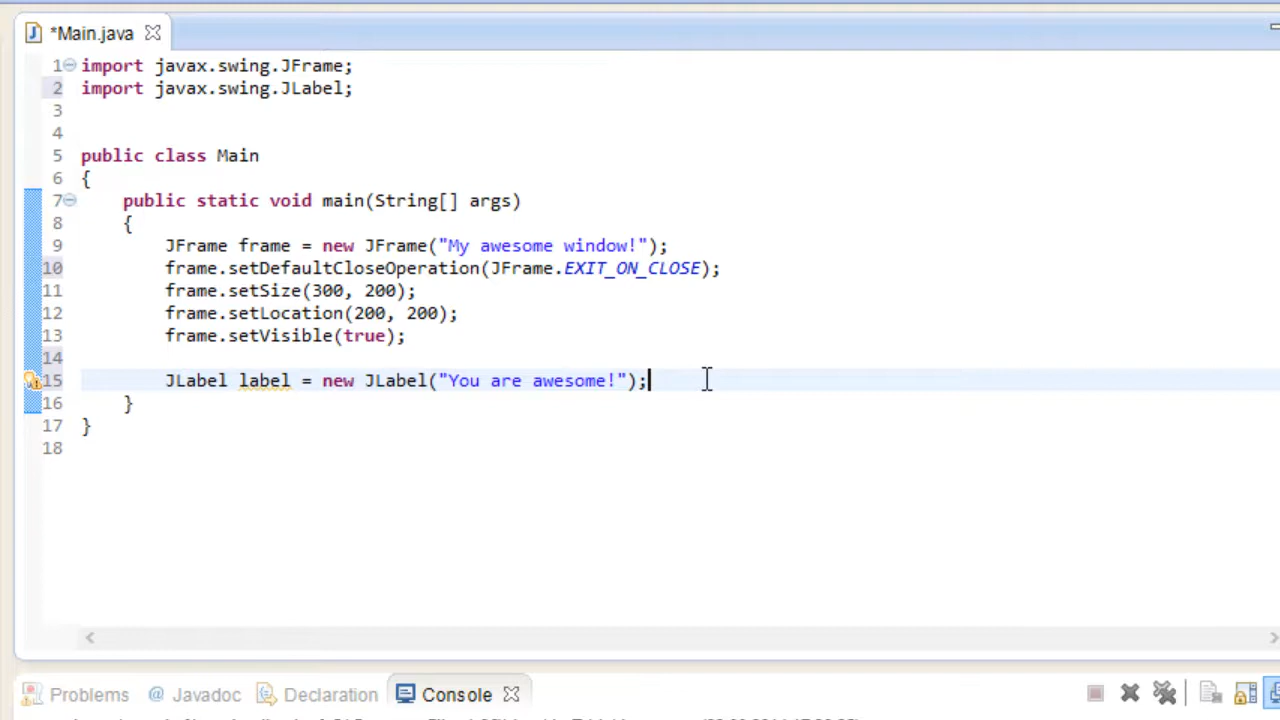 *Main.java
1 import javax.swing.JFrame;
2 import javax.swing.JLabel;
3
4
5 public class Main
6 {
7 public static void main(String[] args)
8 {
9 JFrame frame = new JFrame("My awesome window!");
10 frame.setDefaultCloseOperation(JFrame.EXIT_ON_CLOSE);
11 frame.setSize(300, 200);
12 frame.setLocation(200, 200);
13 frame.setVisible(true);
14
15 JLabel label = new JLabel("You are awesome!");
16 }
17 }
18
Problems @ Javadoc Declaration Console